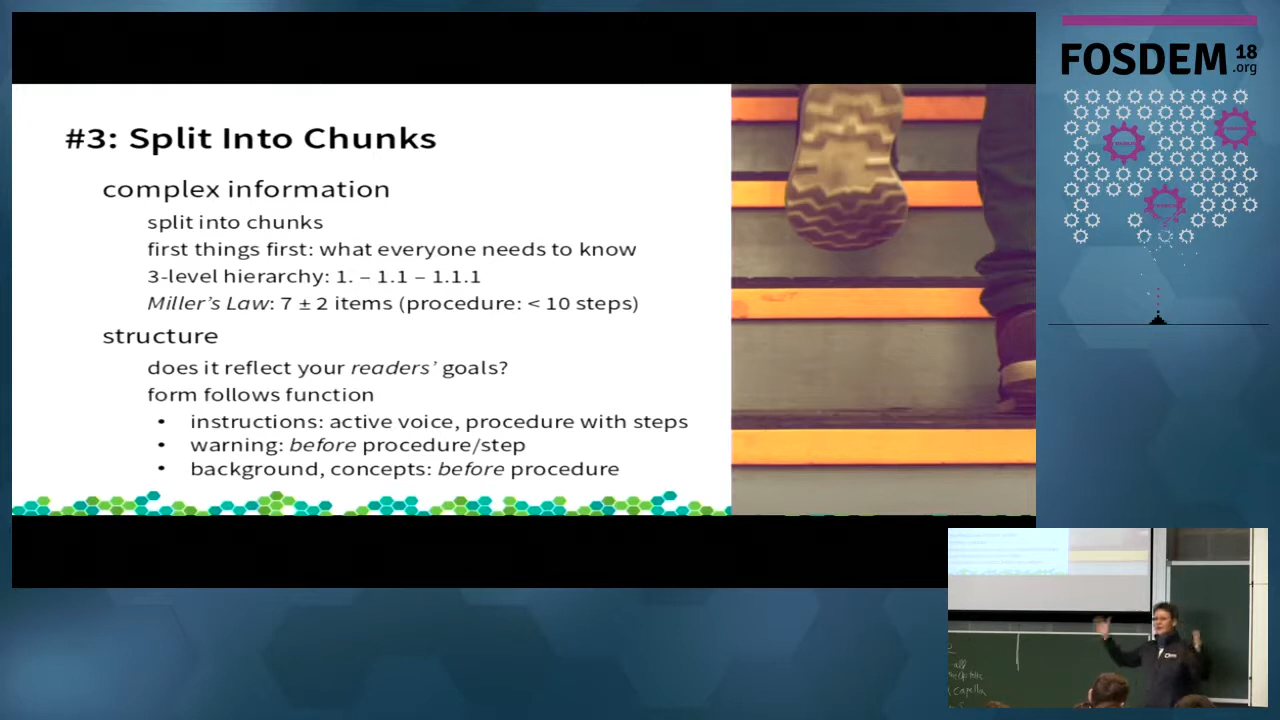 #3: Split Into Chunks
complex information
split into chunks
first things first: what everyone needs to know
3-level hierarchy: 1. – 1.1 – 1.1.1
Miller's Law: 7 ± 2 items (procedure: < 10 steps)
structure
does it reflect your readers' goals?
form follows function
• instructions: active voice, procedure with steps
• warning: before procedure/step
• background, concepts: before procedure
FOSDEM 18
.org